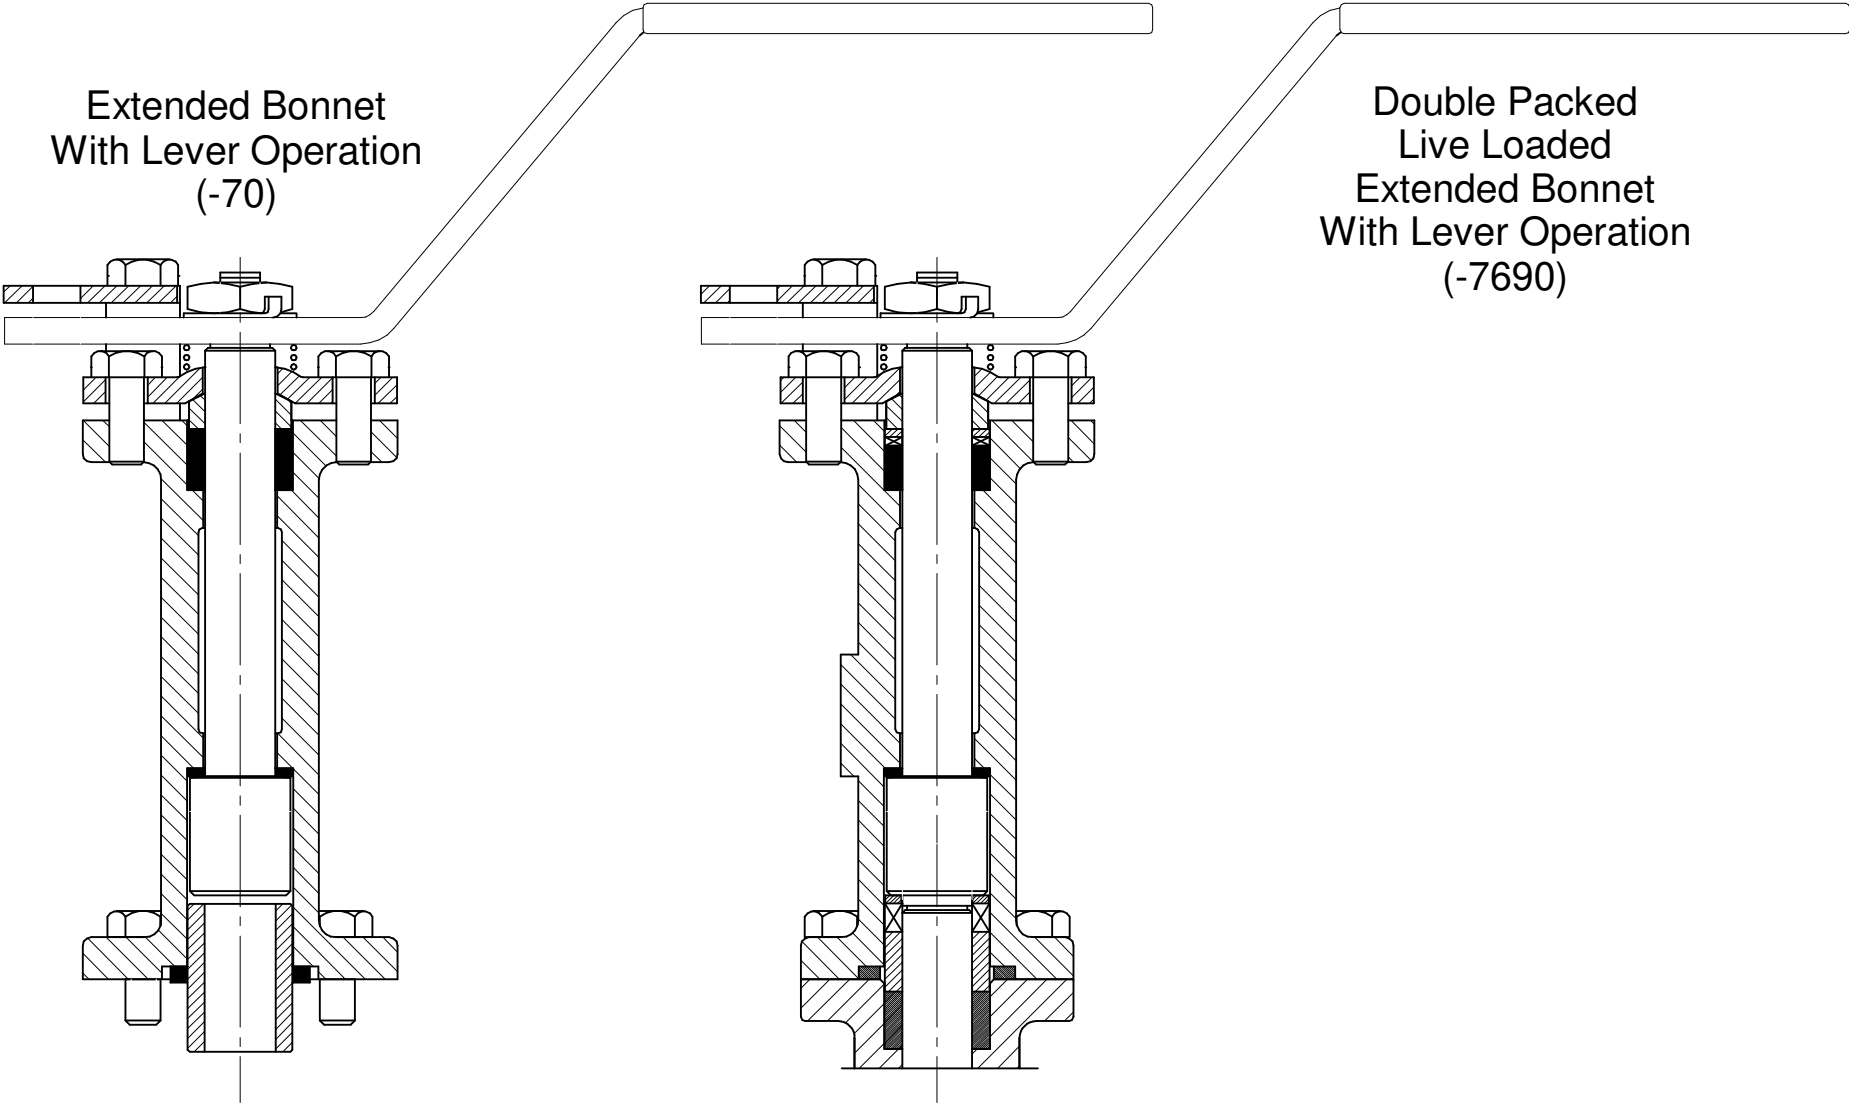 Extended Bonnet
With Lever Operation
(-70)
Double Packed
Live Loaded
Extended Bonnet
With Lever Operation
(-7690)